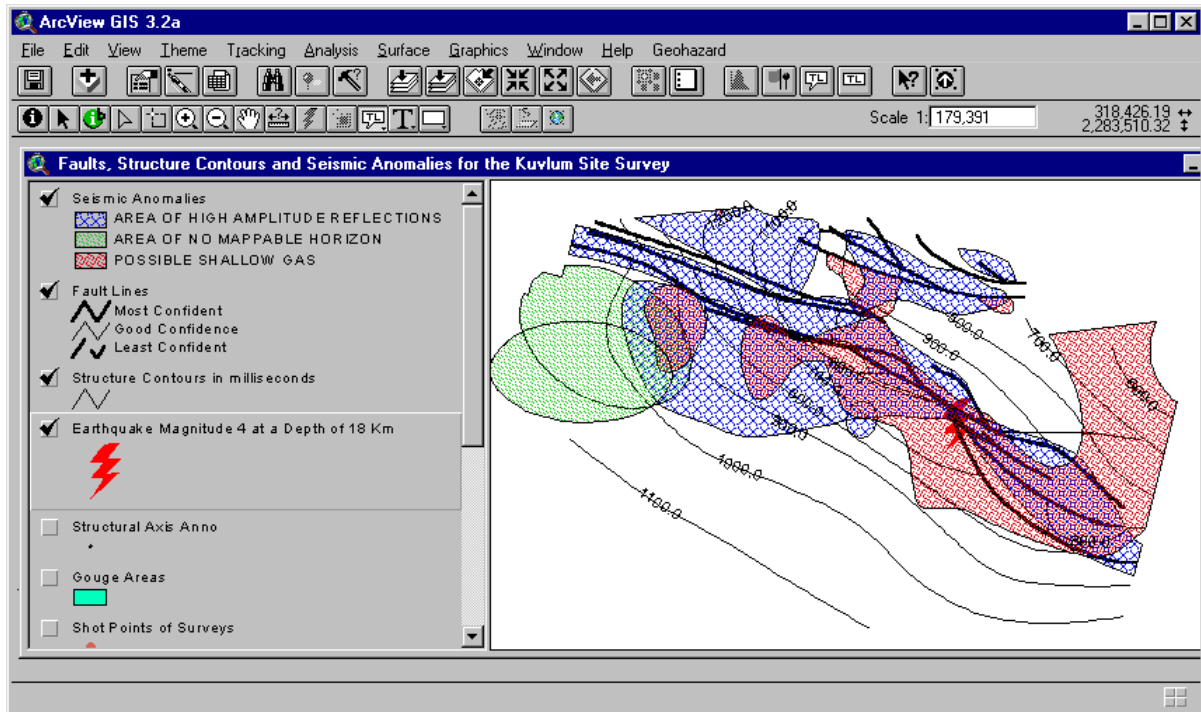 ArcView GIS 3.2a
File Edit View Theme Tracking Analysis Surface Graphics Window Help Geohazard
TL TL
TL T
Scale 1: 179,391
318,426.19
2,283,510.32
Faults, Structure Contours and Seismic Anomalies for the Kuvlum Site Survey
Seismic Anomalies
AREA OF HIGH AMPLITUDE REFLECTIONS
AREA OF NO MAPPABLE HORIZON
POSSIBLE SHALLOW GAS
Fault Lines
Most Confident
Good Confidence
Least Confident
Structure Contours in milliseconds
Earthquake Magnitude 4 at a Depth of 18 Km
Structural Axis Anno
Gouge Areas
Shot Points of Surveys
900.0
700.0
1000.0
1100.0